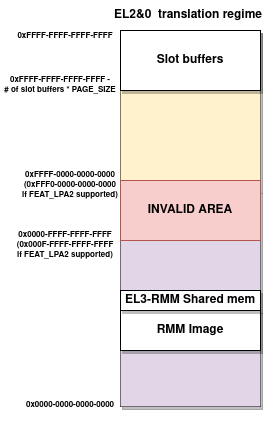 EL2&0 translation regime
0xFFFF-FFFF-FFFF-FFFF
Slot buffers
0xFFFF-FFFF-FFFF-FFFF -
# of slot buffers * PAGE_SIZE
0xFFFF-0000-0000-0000
(0xFFF0-0000-0000-0000
If FEAT_LPA2 supported)
INVALID AREA
0x0000-FFFF-FFFF-FFFF
(0x000F-FFFF-FFFF-FFFF
If FEAT_LPA2 supported)
EL3-RMM Shared mem
RMM Image
0x0000-0000-0000-0000